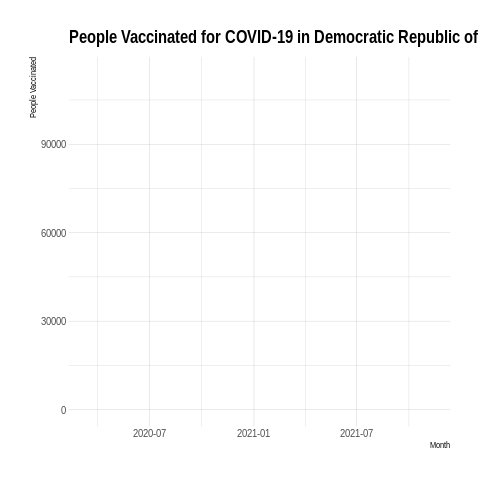 People Vaccinated for COVID-19 in Democratic Republic of
People Vaccinated
90000
60000
30000
0
2020-07
2021-01
2021-07
Month